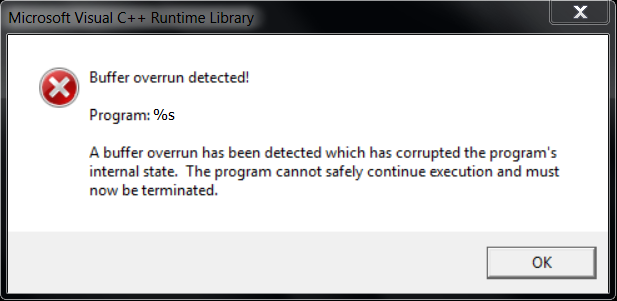 Microsoft Visual C++ Runtime Library
Buffer overrun detected!
Program: %s
A buffer overrun has been detected which has corrupted the program's
internal state.  The program cannot safely continue execution and must
now be terminated.
OK